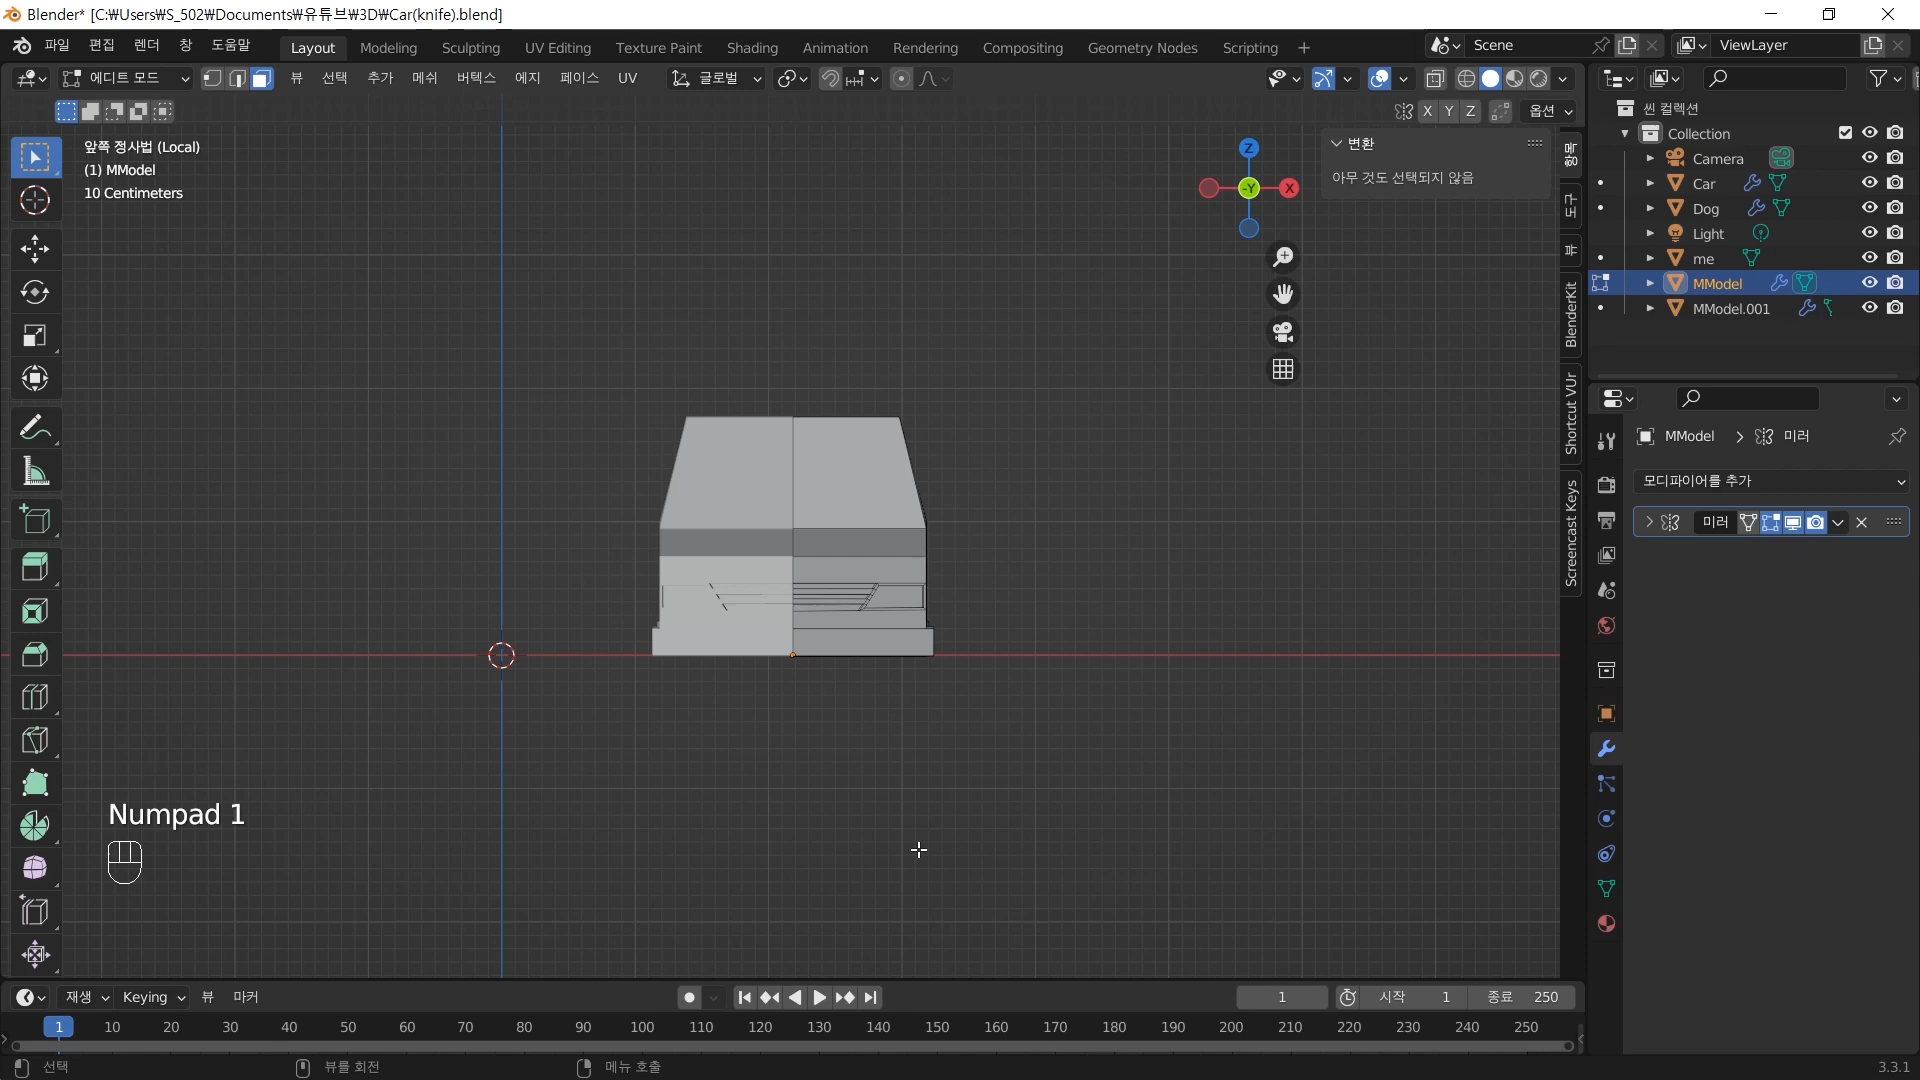 Blender* [C:₩Users₩S_502₩Documents₩유튜브₩3D₩Car(knife).blend]
파일 편집 렌더 창 도움말 Layout Modeling Sculpting UV Editing Texture Paint Shading Animation Rendering Compositing Geometry Nodes Scripting + Scene ViewLayer
에디트 모드 뷰 선택 추가 메쉬 버텍스 에지 페이스 UV 글로벌
X Y Z 옵션
앞쪽 정사법 (Local)
(1) MModel
10 Centimeters
Z
-Y
X
변환
아무 것도 선택되지 않음
항목
도구
뷰
BlenderKit
Shortcut VUr
Screencast Keys
씬 컬렉션
Collection
Camera
Car
Dog
Light
me
MModel
MModel.001
MModel > 미러
모디파이어를 추가
미러
Numpad 1
재생 Keying 뷰 마커 1 시작 1 종료 250
1 10 20 30 40 50 60 70 80 90 100 110 120 130 140 150 160 170 180 190 200 210 220 230 240 250
선택 뷰를 회전 메뉴 호출 3.3.1